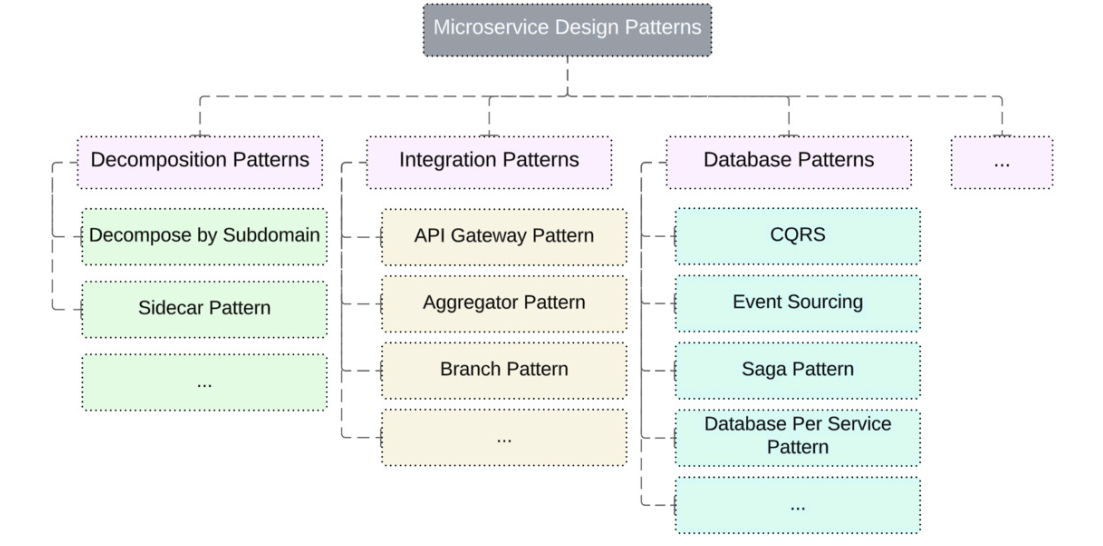 Microservice Design Patterns
Decomposition Patterns
Decompose by Subdomain
Sidecar Pattern
...
Integration Patterns
API Gateway Pattern
Aggregator Pattern
Branch Pattern
...
Database Patterns
CQRS
Event Sourcing
Saga Pattern
Database Per Service
Pattern
...
...